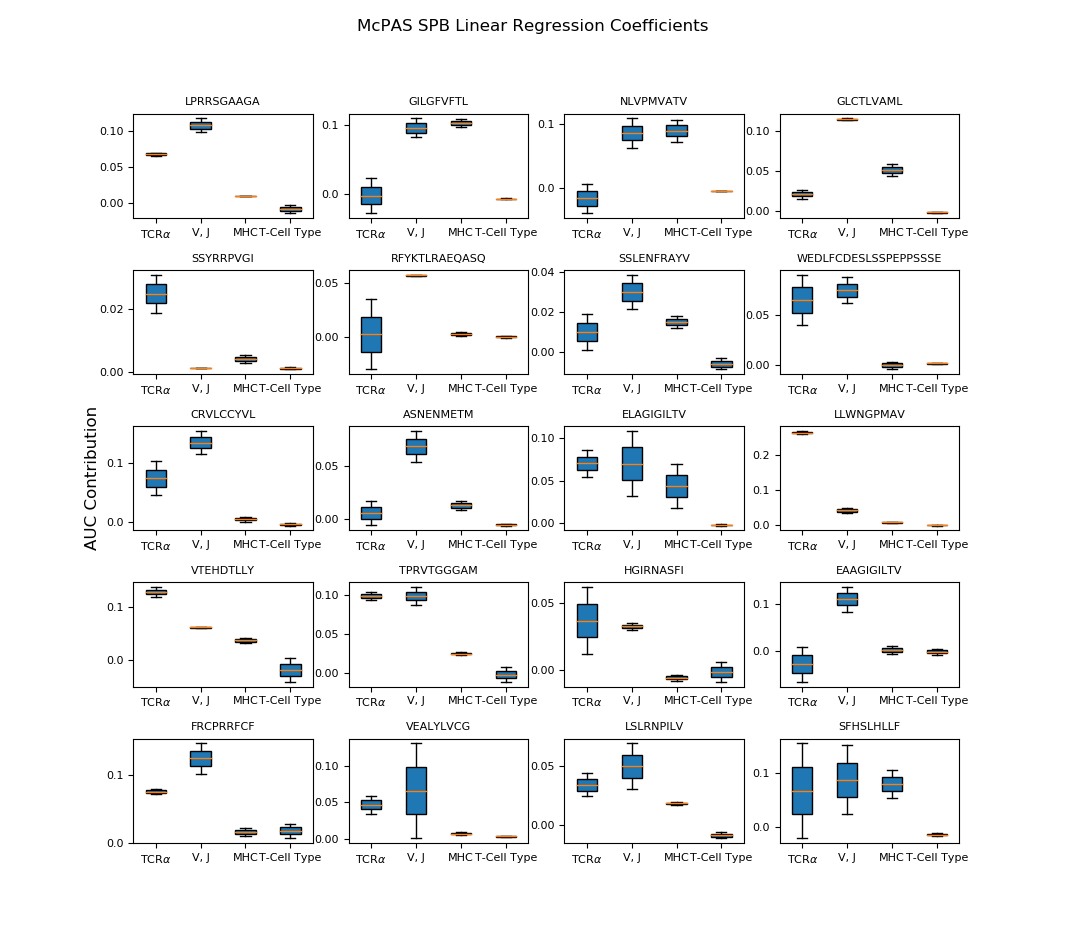 McPAS SPB Linear Regression Coefficients
AUC Contribution
LPRRSGAAGA
0.10
0.05
0.00
TCRα V, J MHC T-Cell Type
GILGFVFTL
0.1
0.0
TCRα V, J MHC T-Cell Type
NLVPMVATV
0.1
0.0
TCRα V, J MHC T-Cell Type
GLCTLVAML
0.10
0.05
0.00
TCRα V, J MHC T-Cell Type
SSYRRPVGI
0.02
0.00
TCRα V, J MHC T-Cell Type
RFYKTLRAEQASQ
0.05
0.00
TCRα V, J MHC T-Cell Type
SSLENFRAYV
0.04
0.02
0.00
TCRα V, J MHC T-Cell Type
WEDLFCDESLSSPEPPSSSE
0.05
0.00
TCRα V, J MHC T-Cell Type
CRVLCCYVL
0.1
0.0
TCRα V, J MHC T-Cell Type
ASNENMETM
0.05
0.00
TCRα V, J MHC T-Cell Type
ELAGIGILTV
0.10
0.05
0.00
TCRα V, J MHC T-Cell Type
LLWNGPMAV
0.2
0.1
0.0
TCRα V, J MHC T-Cell Type
VTEHDTLLY
0.1
0.0
TCRα V, J MHC T-Cell Type
TPRVTGGGAM
0.10
0.05
0.00
TCRα V, J MHC T-Cell Type
HGIRNASFI
0.05
0.00
TCRα V, J MHC T-Cell Type
EAAGIGILTV
0.1
0.0
TCRα V, J MHC T-Cell Type
FRCPRRFCF
0.1
0.0
TCRα V, J MHC T-Cell Type
VEALYLVCG
0.10
0.05
0.00
TCRα V, J MHC T-Cell Type
LSLRNPILV
0.05
0.00
TCRα V, J MHC T-Cell Type
SFHSLHLLF
0.1
0.0
TCRα V, J MHC T-Cell Type